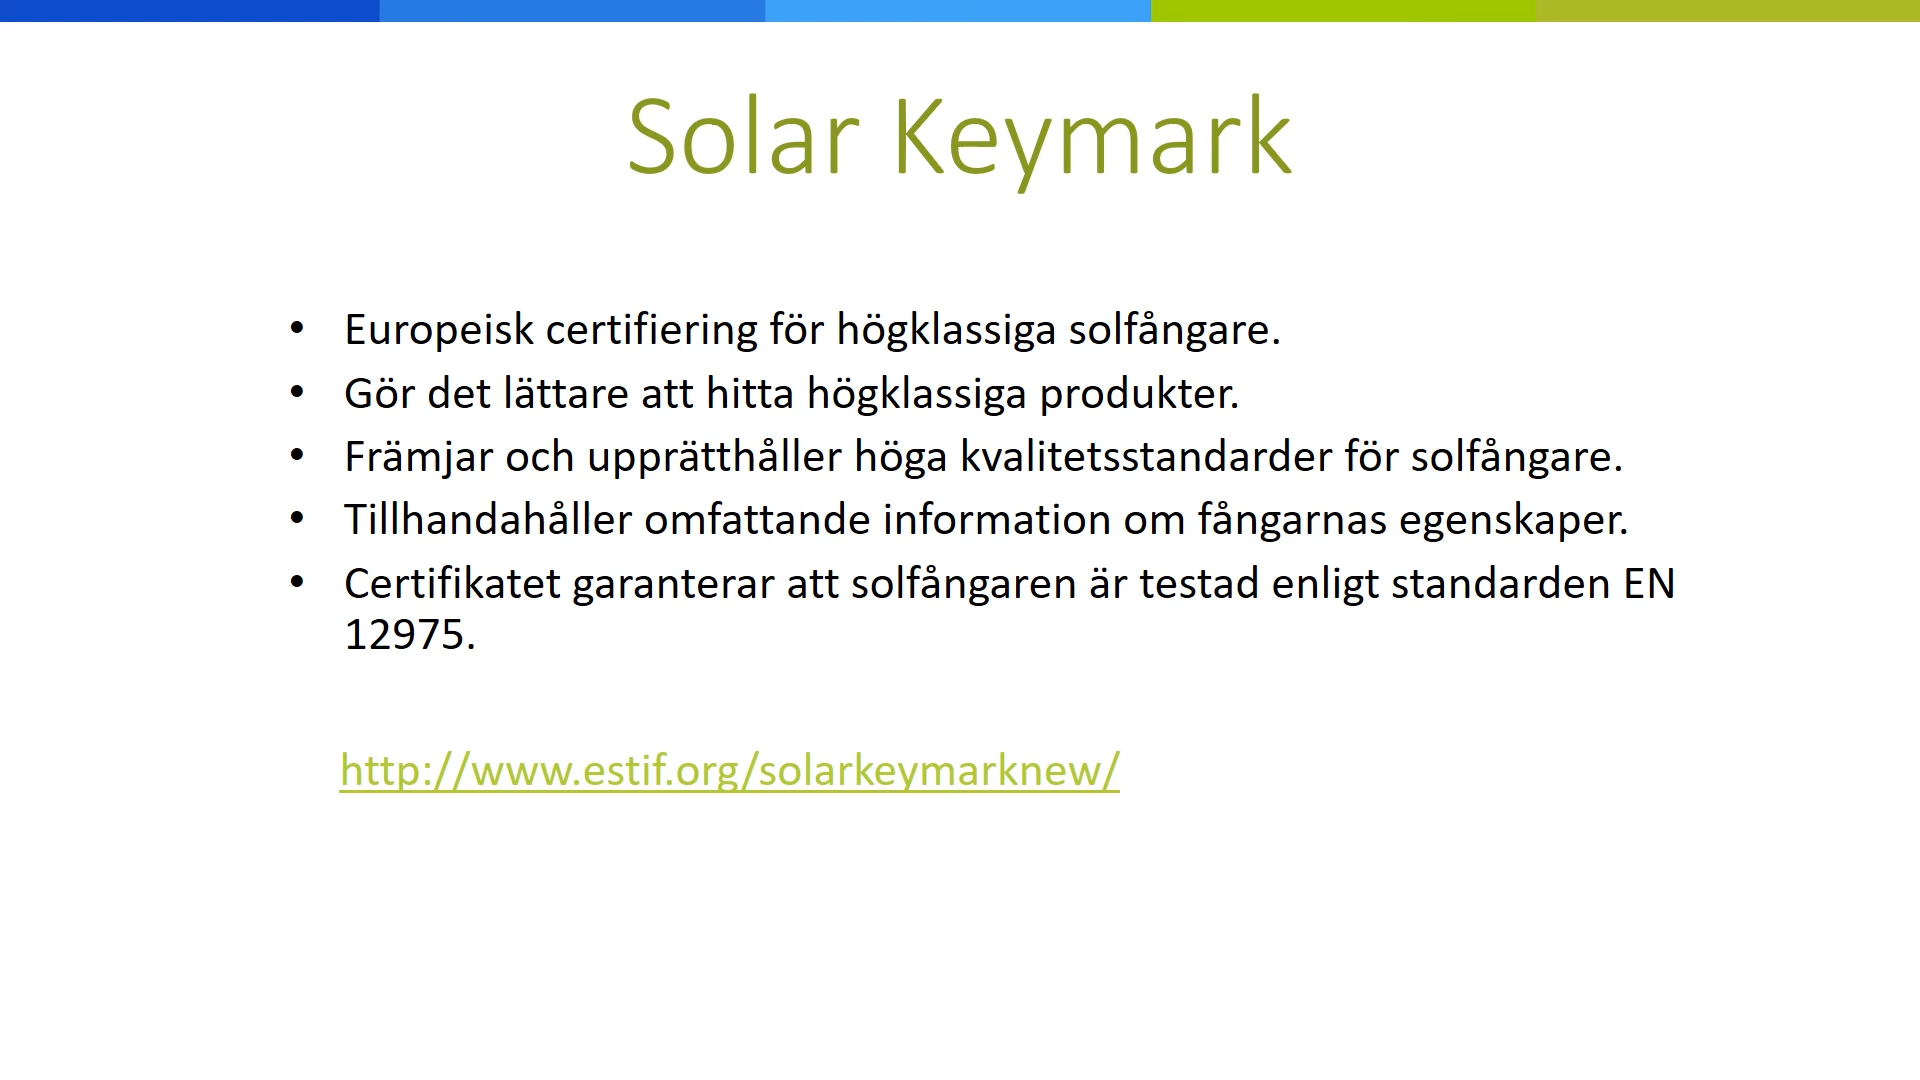 Solar Keymark
• Europeisk certifiering för högklassiga solfångare.
• Gör det lättare att hitta högklassiga produkter.
• Främjar och upprätthåller höga kvalitetsstandarder för solfångare.
• Tillhandahåller omfattande information om fångarnas egenskaper.
• Certifikatet garanterar att solfångaren är testad enligt standarden EN
12975.
http://www.estif.org/solarkeymarknew/